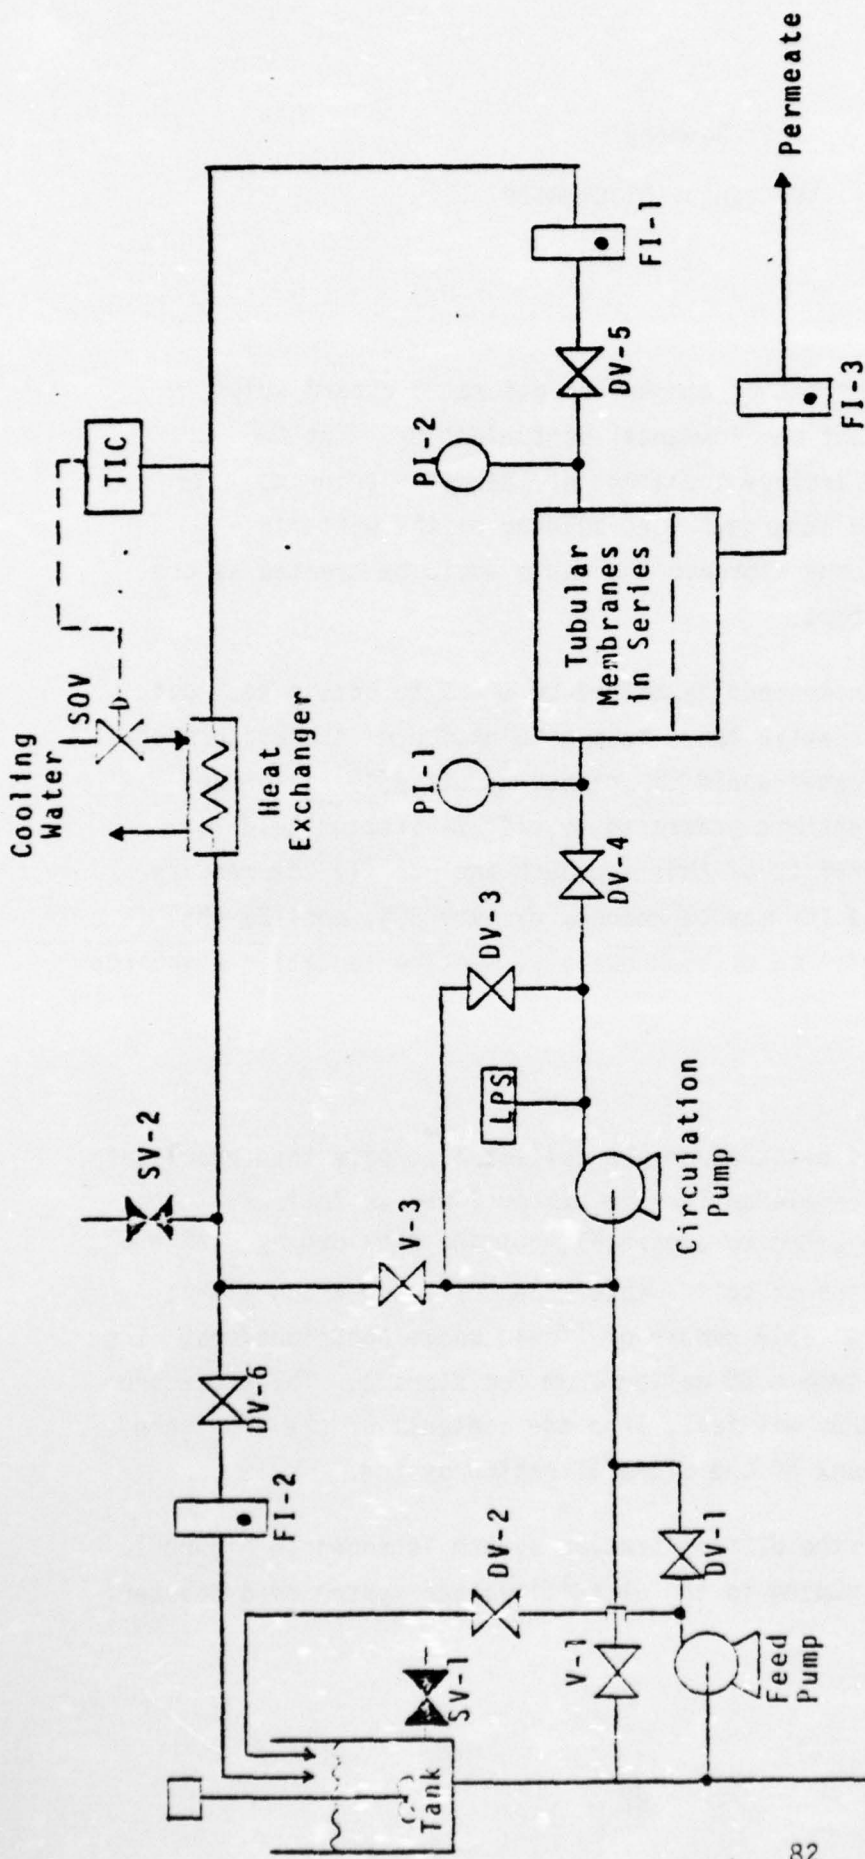 Cooling
Water
SOV
TIC
SV-2
Heat
Exchanger
DV-6
FI-2
V-3
LPS
DV-3
PI-1
PI-2
DV-4
DV-5
FI-1
Tubular
Membranes
in Series
Circulation
Pump
FI-3
Permeate
DV-2
SV-1
V-1
DV-1
Tank
Feed
Pump
82